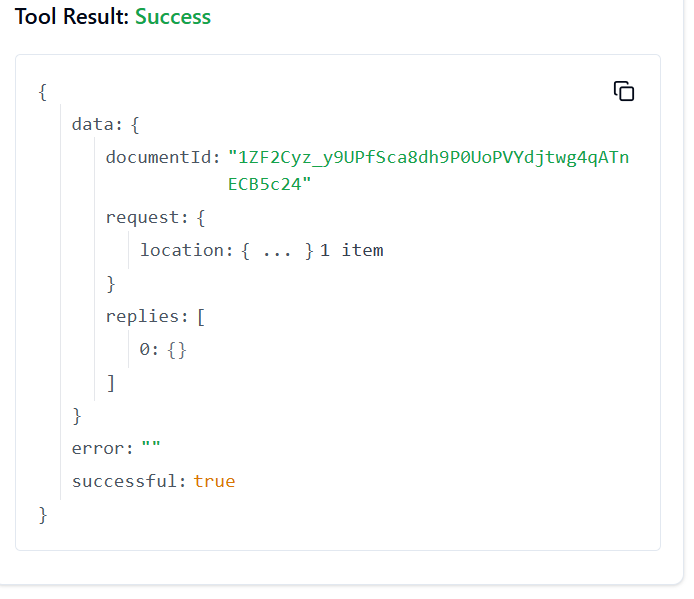 Tool Result: Success
{
data: {
documentId: "1ZF2Cyz_y9UPfSca8dh9P0UoPVYdjtwg4qATn
ECB5c24"
request: {
location: { ... } 1 item
}
replies: [
0: {}
]
}
error: ""
successful: true
}